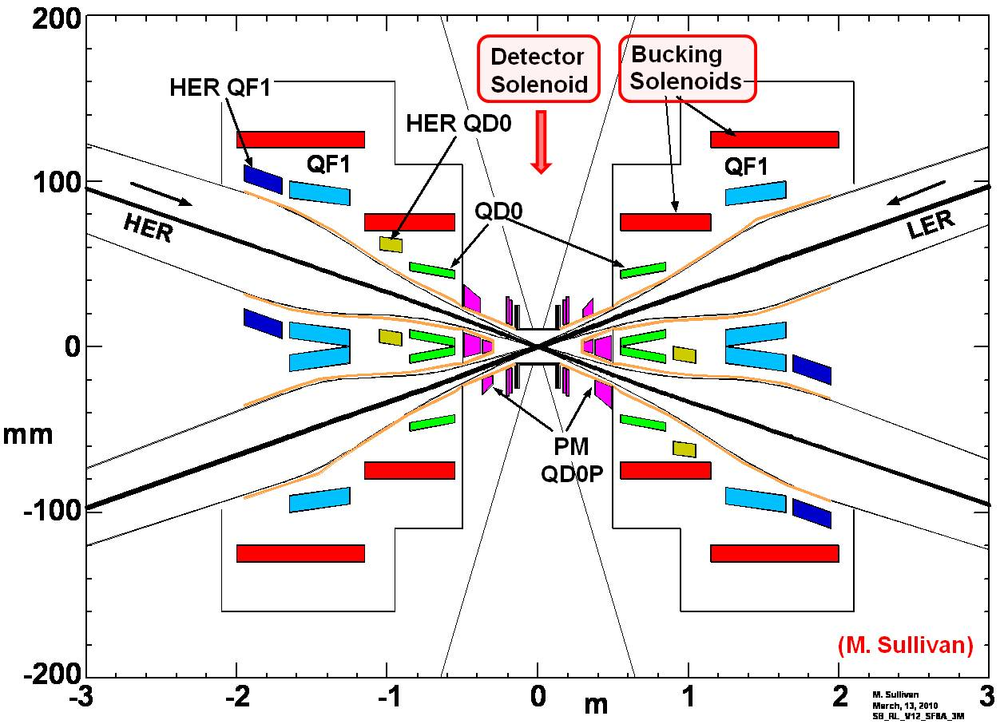 200
100
0
mm
-100
-200
Detector
Solenoid
Bucking
Solenoids
HER QF1
HER QD0
QF1
QF1
QD0
HER
LER
PM
QD0P
(M. Sullivan)
-3
-2
-1
0
m
1
2
3
M. Sullivan
March, 13, 2010
SB_RL_V12_SF8A_3M